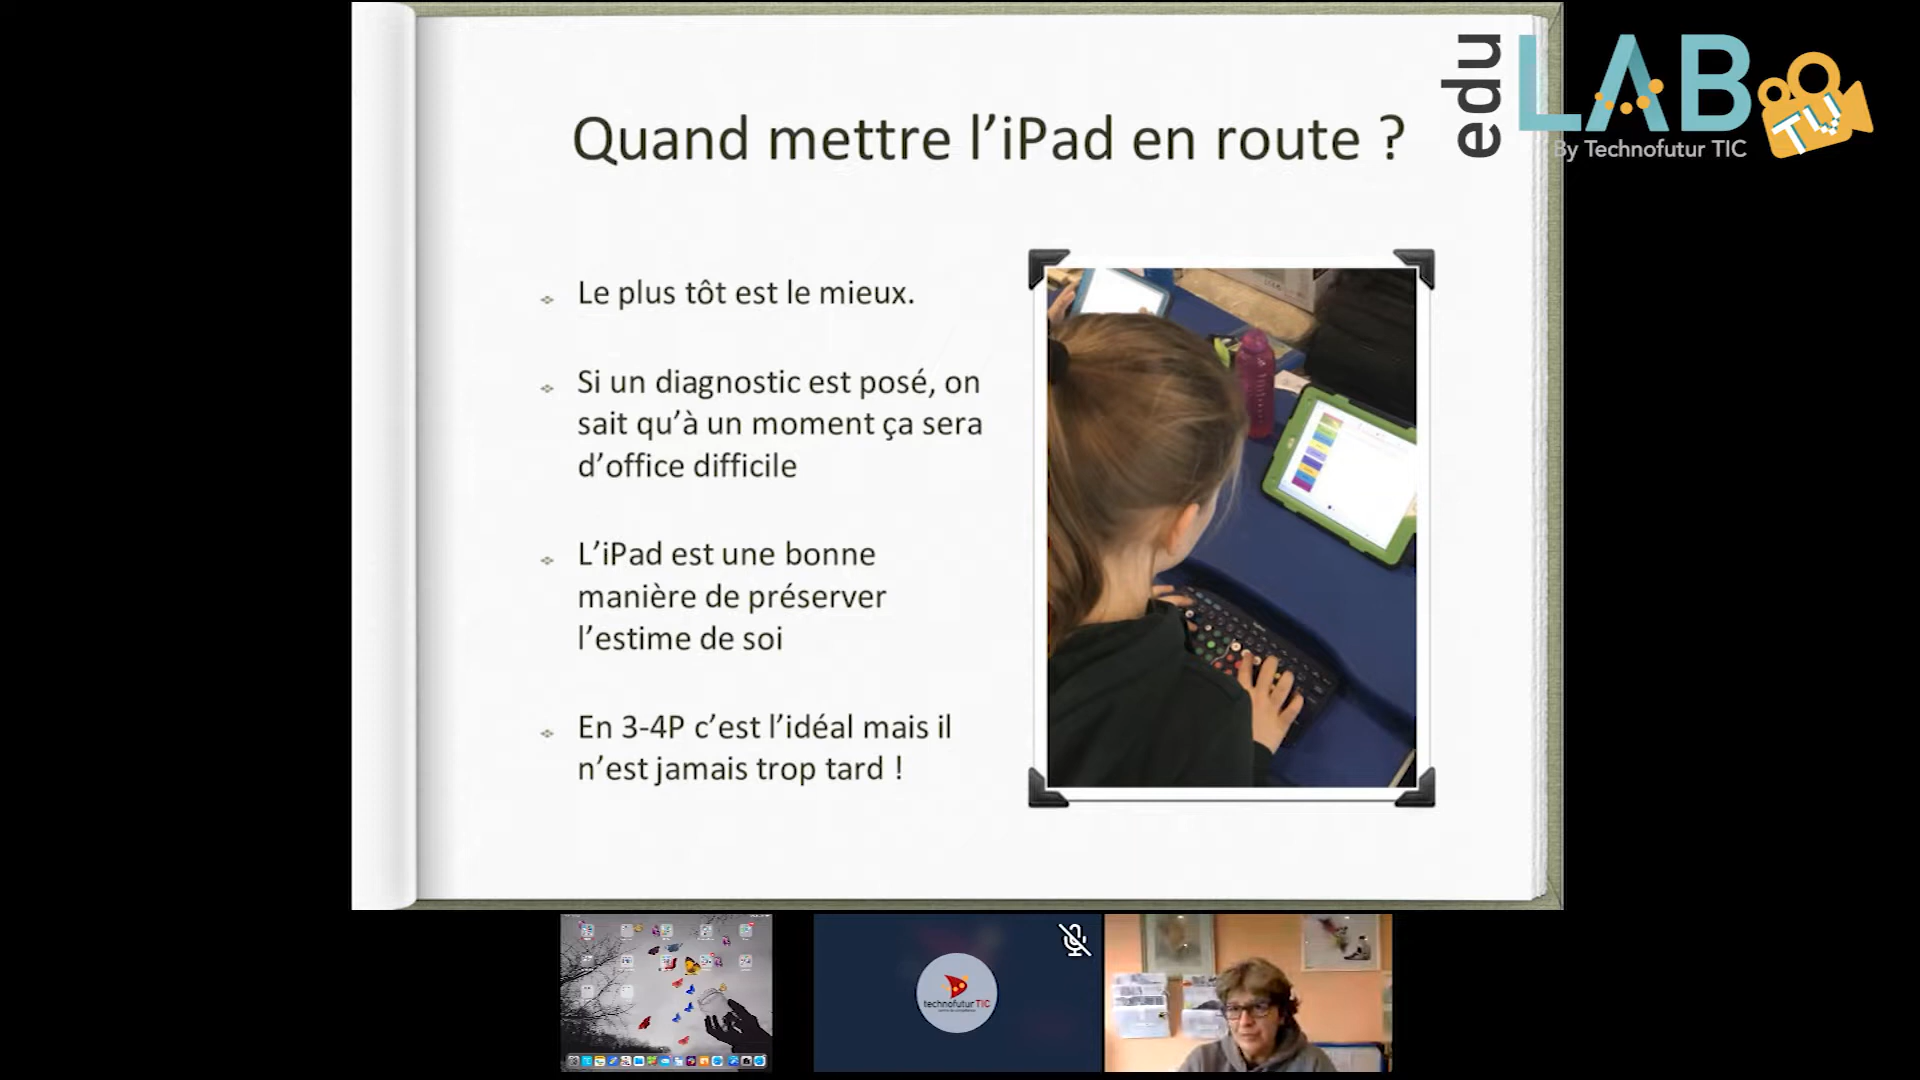 Quand mettre l'iPad en route ?
edu
LAB
TV
By Technofutur TIC
Le plus tôt est le mieux.
Si un diagnostic est posé, on
sait qu'à un moment ça sera
d'office difficile
L'iPad est une bonne
manière de préserver
l'estime de soi
En 3-4P c'est l'idéal mais il
n'est jamais trop tard !
technofutur TIC